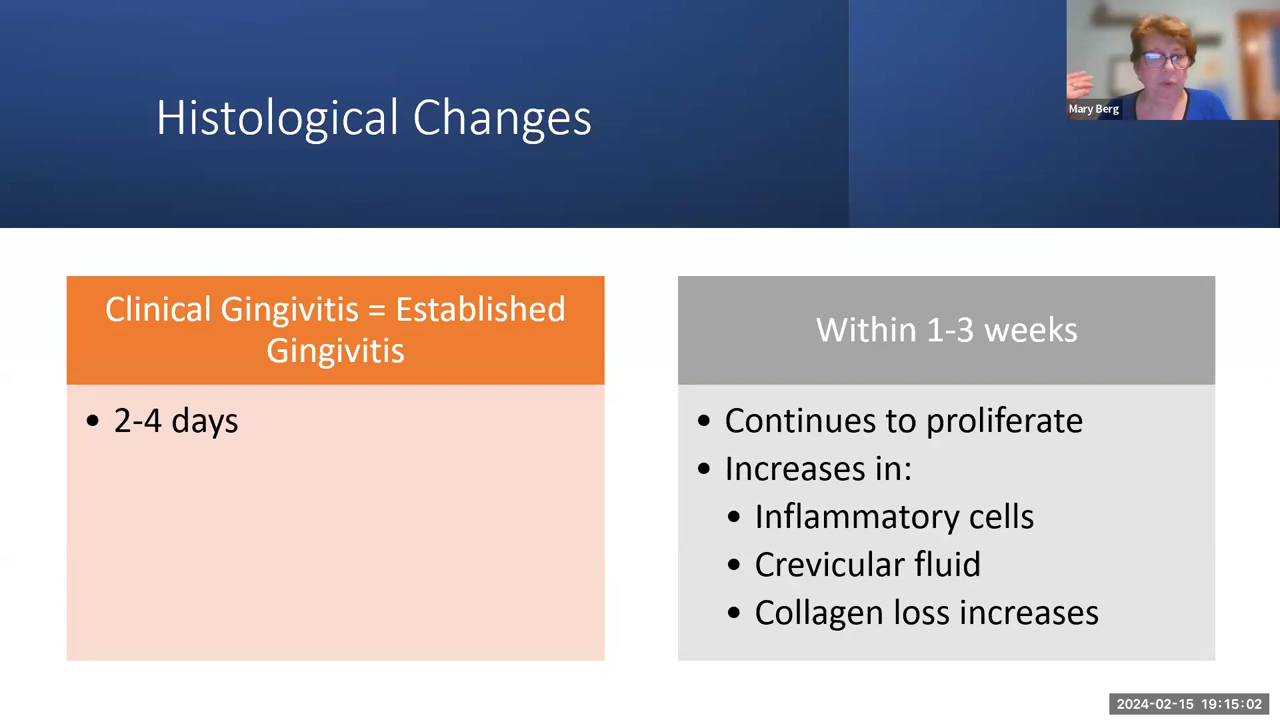 Histological Changes
Mary Berg
Clinical Gingivitis = Established
Gingivitis
• 2-4 days
Within 1-3 weeks
• Continues to proliferate
• Increases in:
• Inflammatory cells
• Crevicular fluid
• Collagen loss increases
2024-02-15 19:15:02